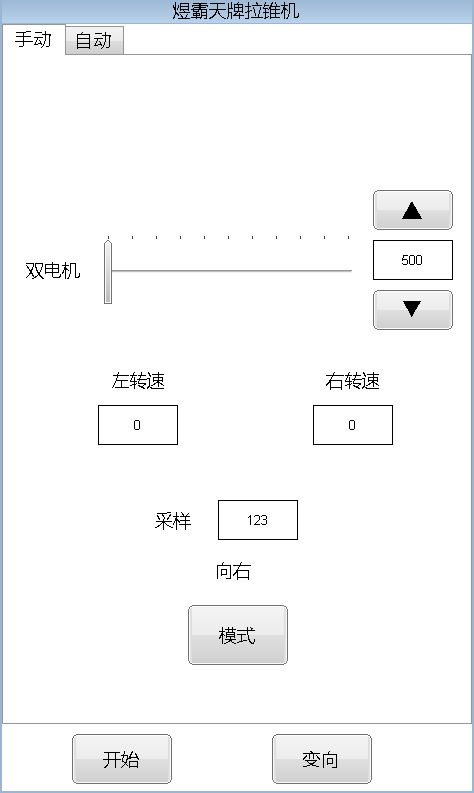 煜霸天牌拉锥机
手动 自动
▲
双电机 500
▼
左转速 右转速
0 0
采样 123
向右
模式
开始 变向